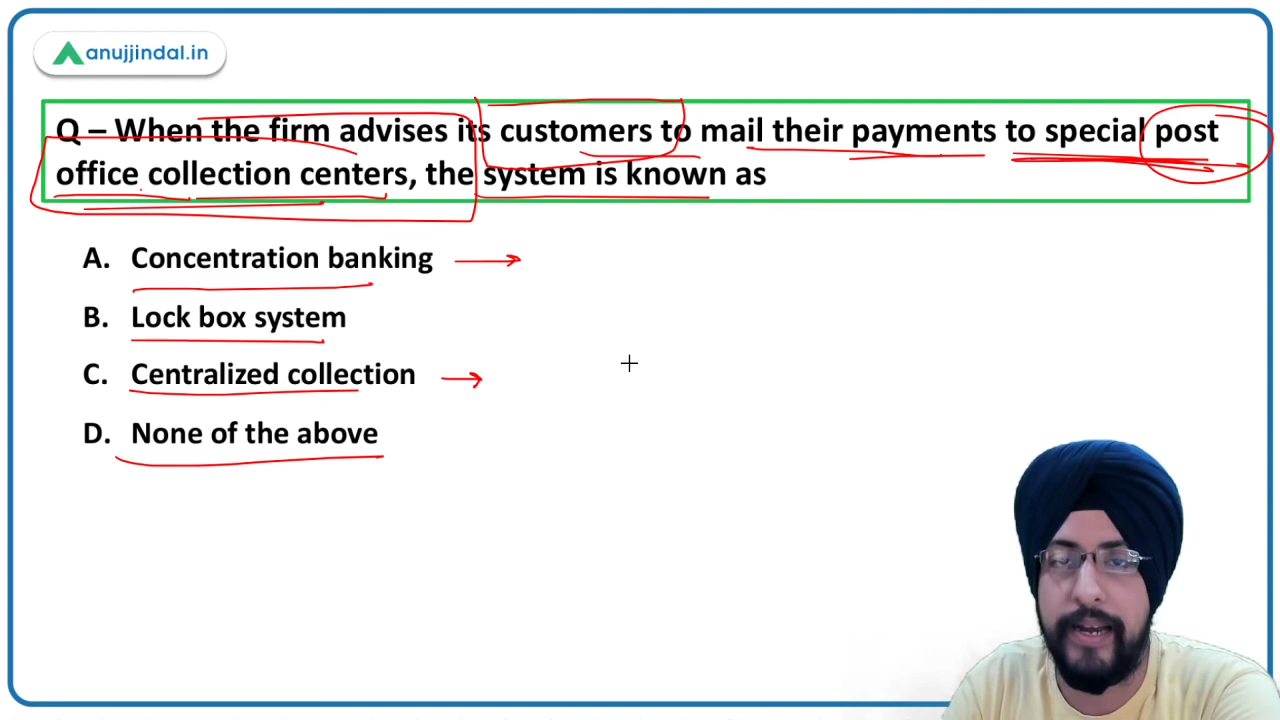 anujjindal.in
Q – When the firm advises its customers to mail their payments to special post
office collection centers, the system is known as
A. Concentration banking
B. Lock box system
C. Centralized collection
D. None of the above